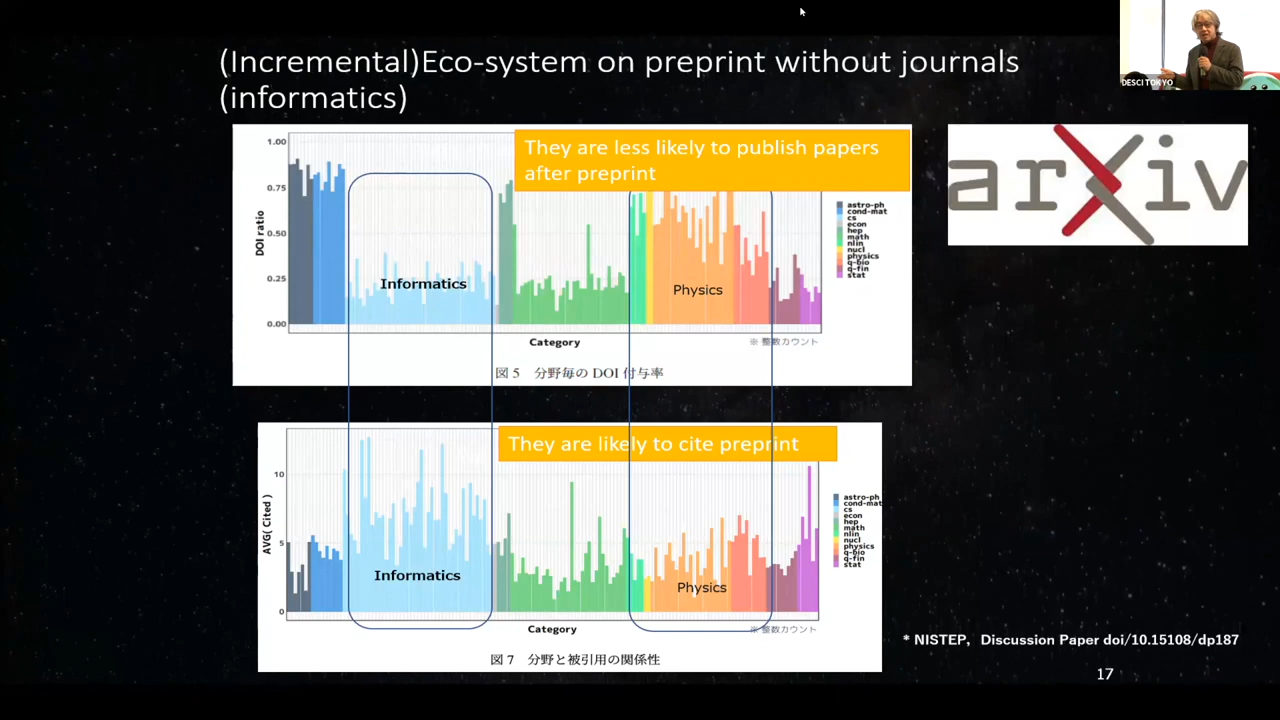 (Incremental)Eco-system on preprint without journals
(informatics)
DESCI TOKYO
They are less likely to publish papers
after preprint
arXiv
1.00
0.75
0.50
0.25
0.00
DOI ratio
Informatics
Physics
astro-ph
cond-mat
cs
econ
hep
math
nlin
nucl
physics
q-bio
q-fin
stat
Category
※ 整数カウント
図 5 分野毎の DOI 付与率
They are likely to cite preprint
10
5
0
AVG( Cited )
Informatics
Physics
astro-ph
cond-mat
cs
econ
hep
math
nlin
nucl
physics
q-bio
q-fin
stat
Category
※ 整数カウント
図 7 分野と被引用の関係性
* NISTEP, Discussion Paper doi/10.15108/dp187
17